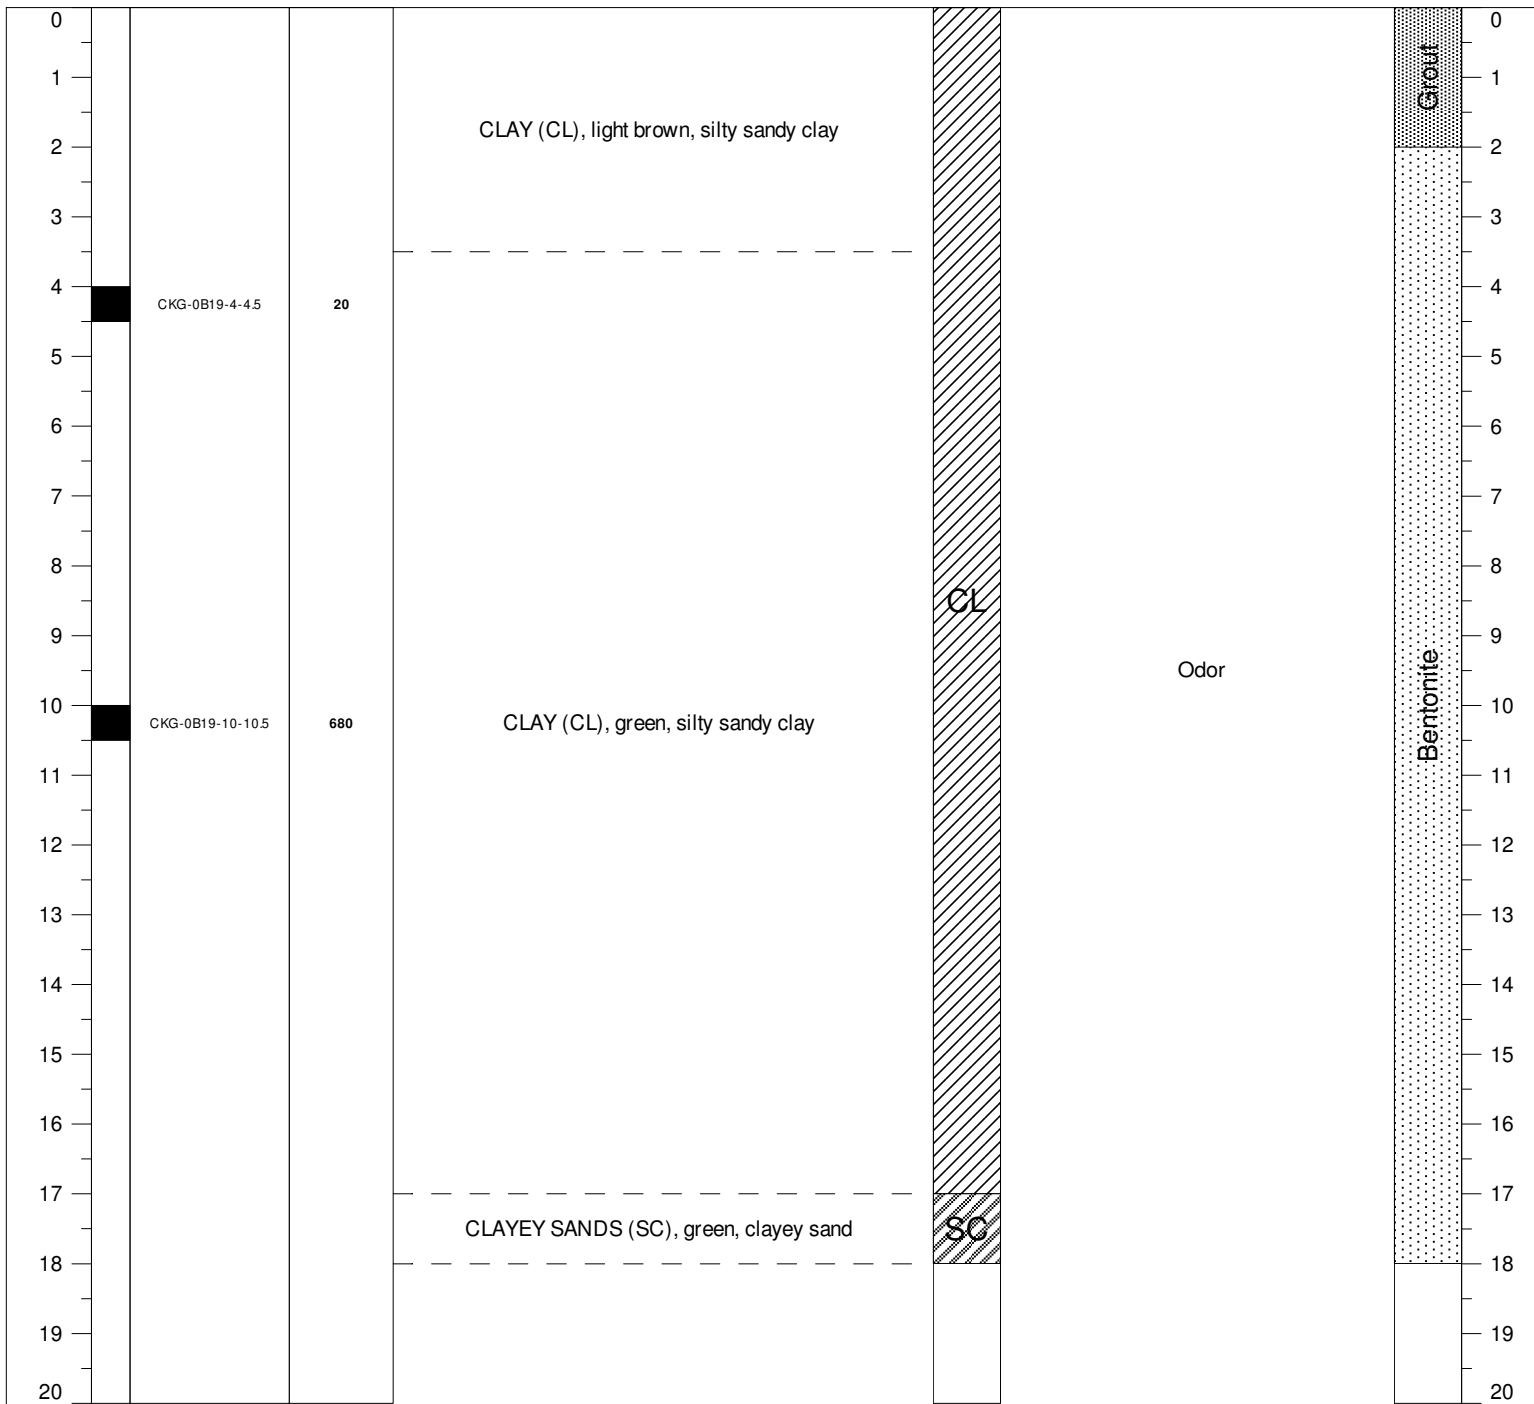 0 0
Grout
1 1
CLAY (CL), light brown, silty sandy clay
2 2
3 3
4 4
CKG-0B19-4-4.5 20
5 5
6 6
7 7
8 8
CL
9 9
Odor
Bentonite
10 10
CKG-0B19-10-10.5 680 CLAY (CL), green, silty sandy clay
11 11
12 12
13 13
14 14
15 15
16 16
17 17
CLAYEY SANDS (SC), green, clayey sand SC
18 18
19 19
20 20